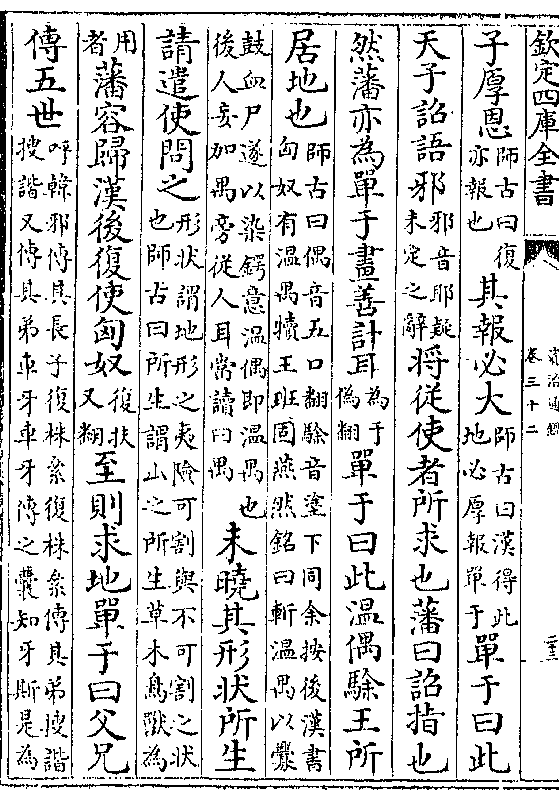 欽定四庫全書
資治通鑑
卷三十二
子厚恩師古曰復亦報也其報必大師古曰漢得此地必厚報單于單于曰此
天子詔語邪邪音耶疑未定之辭將從使者所求也藩曰詔指也
然藩亦為單于畫善計耳為于偽翻單于曰此温偶駼王所
居地也師古曰偶音五口翻駼音塗下同余按後漢書匈奴有温禺犢王班固燕然銘曰斬温禺以釁
鼓血尸遂以染鍔意温偶即温禺也後人妄加禺旁從人耳當讀曰禺未曉其形狀所生
請遣使問之形狀謂地形之夷險可割與不可割之狀也師古曰所生謂山之所生草木鳥獸為
用者藩容歸漢後復使匈奴復扶又翻至則求地單于曰父兄
傳五世呼韓邪傳其長子復株絫復株絫傳其弟搜諧搜諧又傳其弟車牙車牙傳之囊知牙斯是為